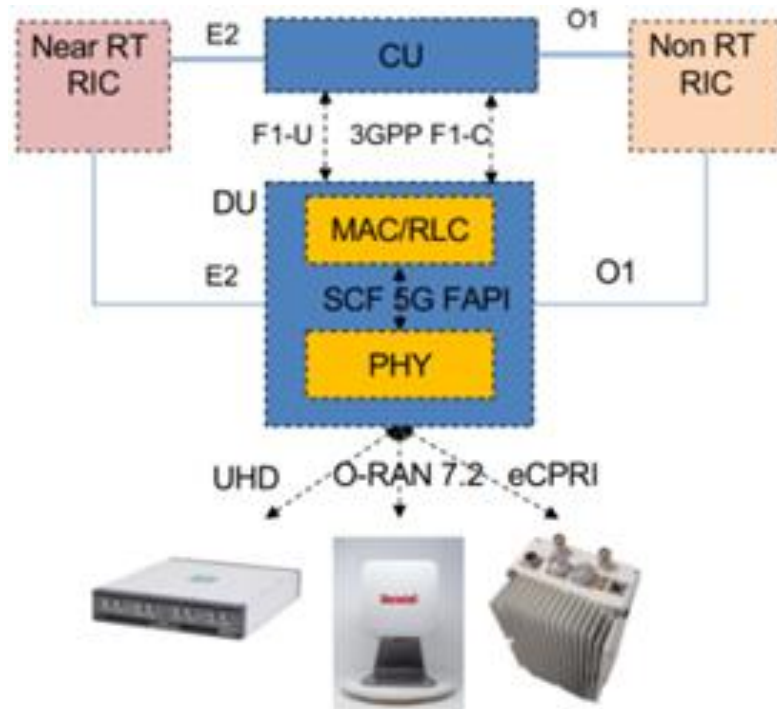 Near RT
RIC
E2
CU
O1
Non RT
RIC
F1-U
3GPP F1-C
DU
MAC/RLC
E2
SCF 5G FAPI
O1
PHY
UHD
O-RAN 7.2
eCPRI